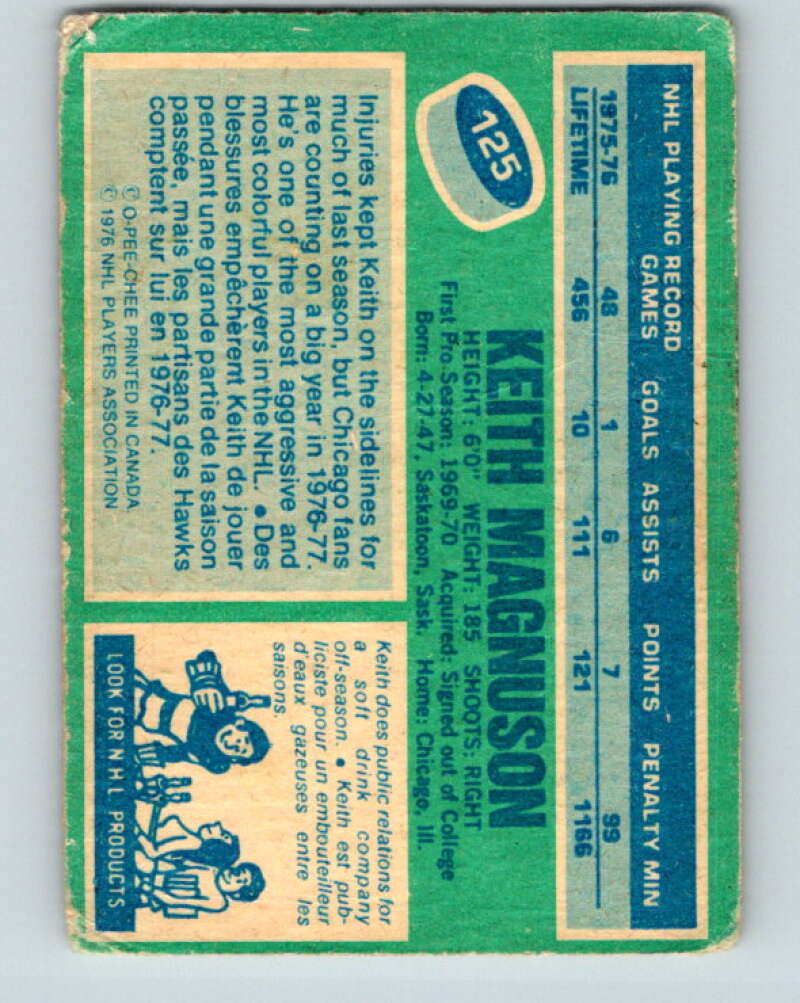 125
KEITH MAGNUSON
HEIGHT: 6'0" WEIGHT: 185 SHOOTS: RIGHT
First Pro Season: 1969-70 Acquired: Signed out of College
Born: 4-27-47, Saskatoon, Sask. Home: Chicago, Ill.
NHL PLAYING RECORD
GAMES GOALS ASSISTS POINTS PENALTY MIN
1975-76 48 1 6 7 99
LIFETIME 456 10 111 121 1166
Injuries kept Keith on the sidelines for
much of last season, but Chicago fans
are counting on a big year in 1976-77.
He's one of the most aggressive and
most colorful players in the NHL. • Des
blessures empêchèrent Keith de jouer
pendant une grande partie de la saison
passée, mais les partisans des Hawks
comptent sur lui en 1976-77.
© O-PEE-CHEE PRINTED IN CANADA
© 1976 NHL PLAYERS ASSOCIATION
Keith does public relations for
a soft drink company
off-season. • Keith est pub-
liciste pour un embouteilleur
d'eaux gazeuses entre les
saisons.
LOOK FOR NHL PRODUCTS